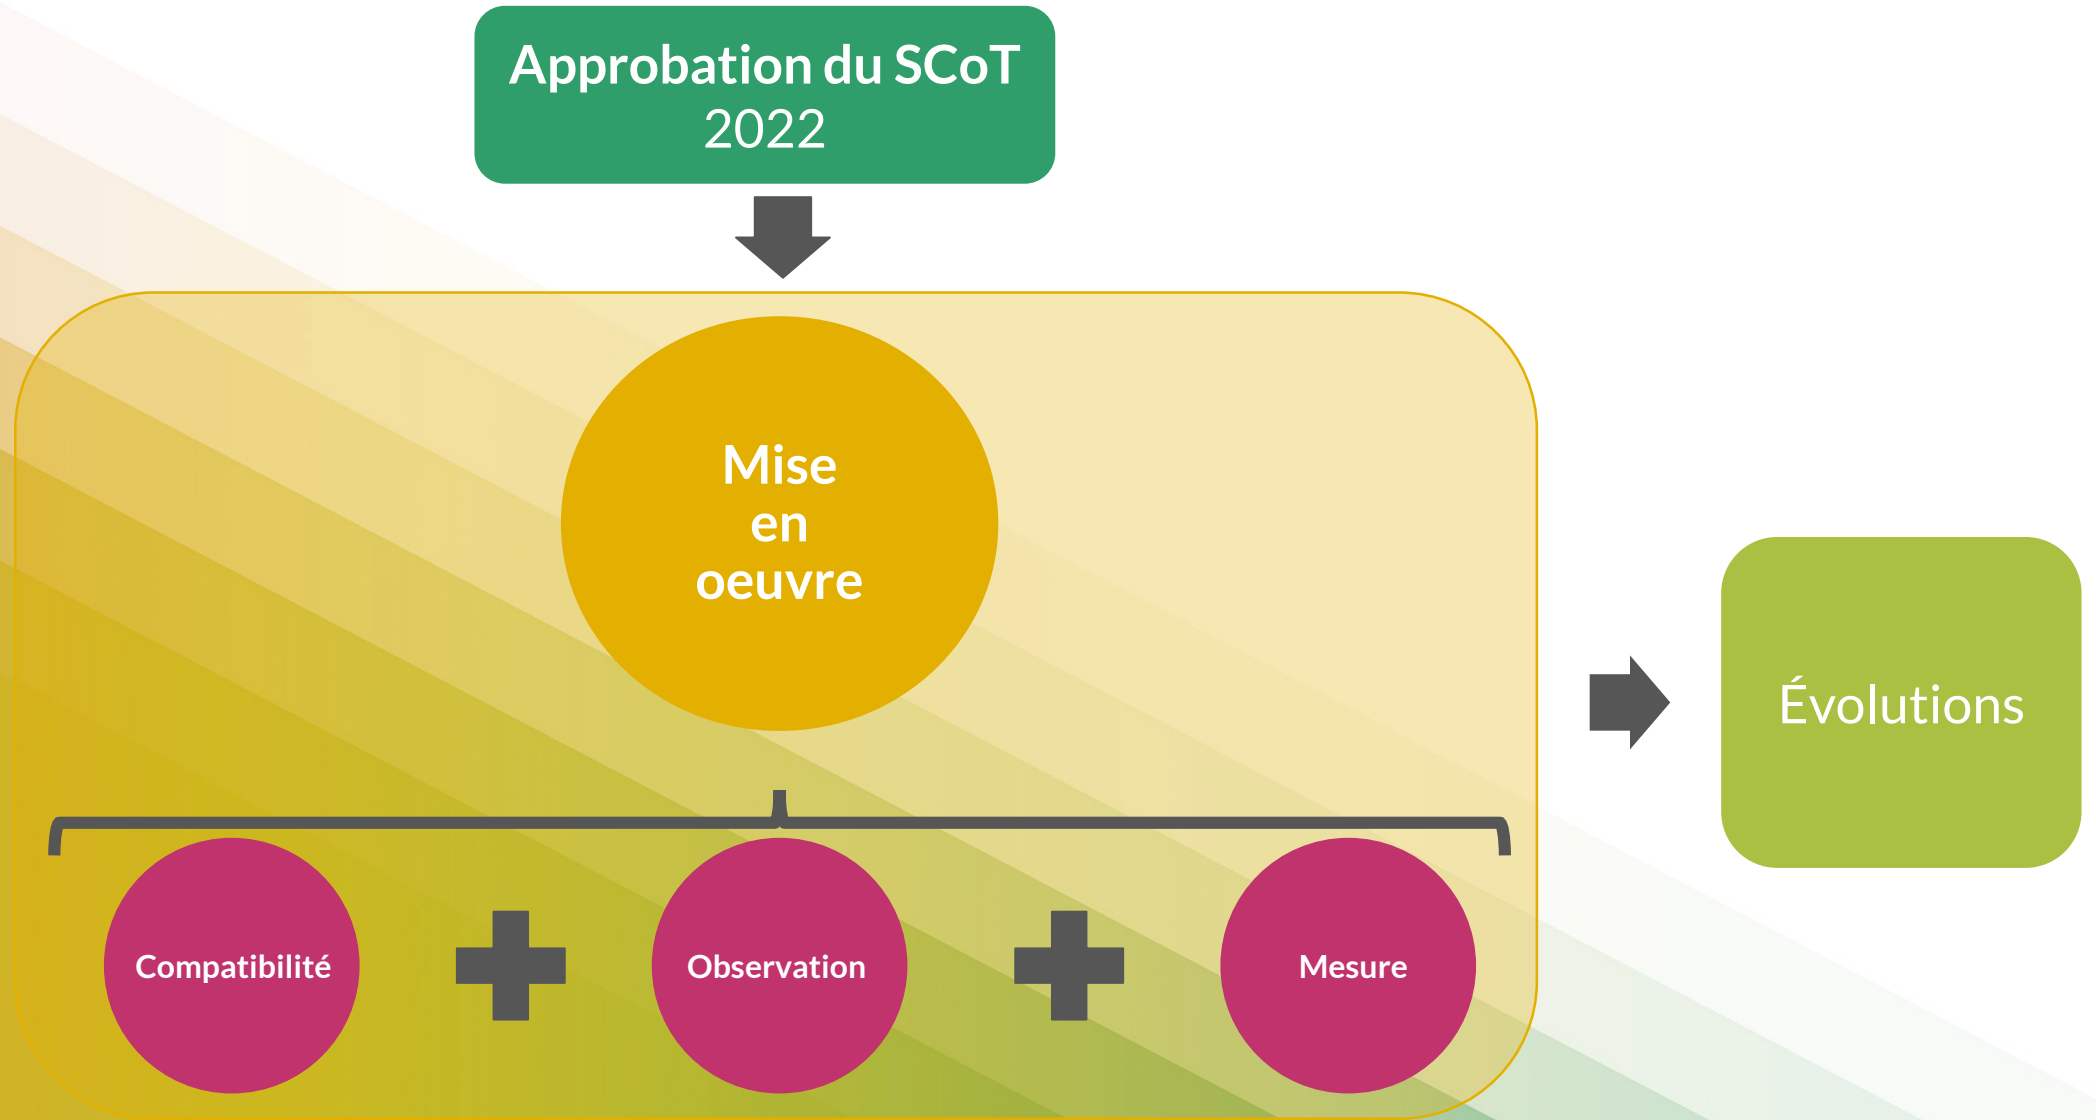 Approbation du SCoT
2022
Mise
en
oeuvre
Évolutions
Compatibilité
Observation
Mesure